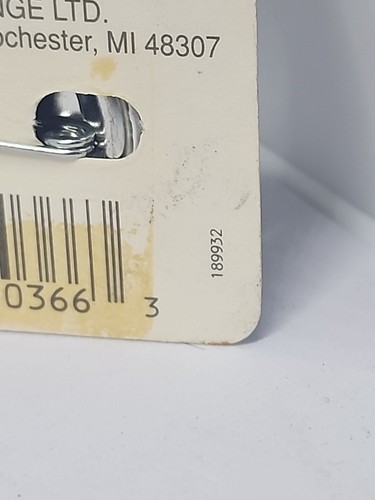 NGE LTD.
ochester, MI 48307
189932
0366 3